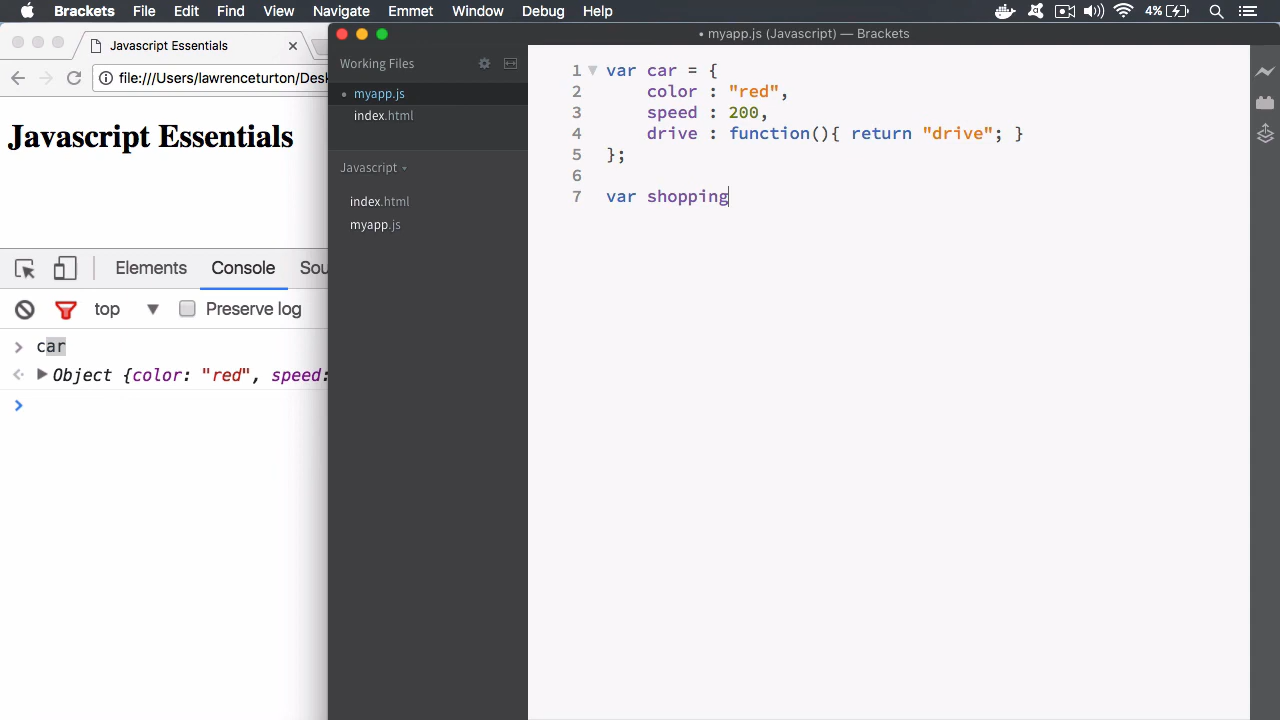 Brackets File Edit Find View Navigate Emmet Window Debug Help 4%
Javascript Essentials
file:///Users/lawrenceturton/Desk
Javascript Essentials
Elements Console Sou
top Preserve log
> car
Object {color: "red", speed:
>
• myapp.js (Javascript) — Brackets
Working Files
• myapp.js
index.html
Javascript
index.html
myapp.js
1 var car = {
2 color : "red",
3 speed : 200,
4 drive : function(){ return "drive"; }
5 };
6
7 var shopping